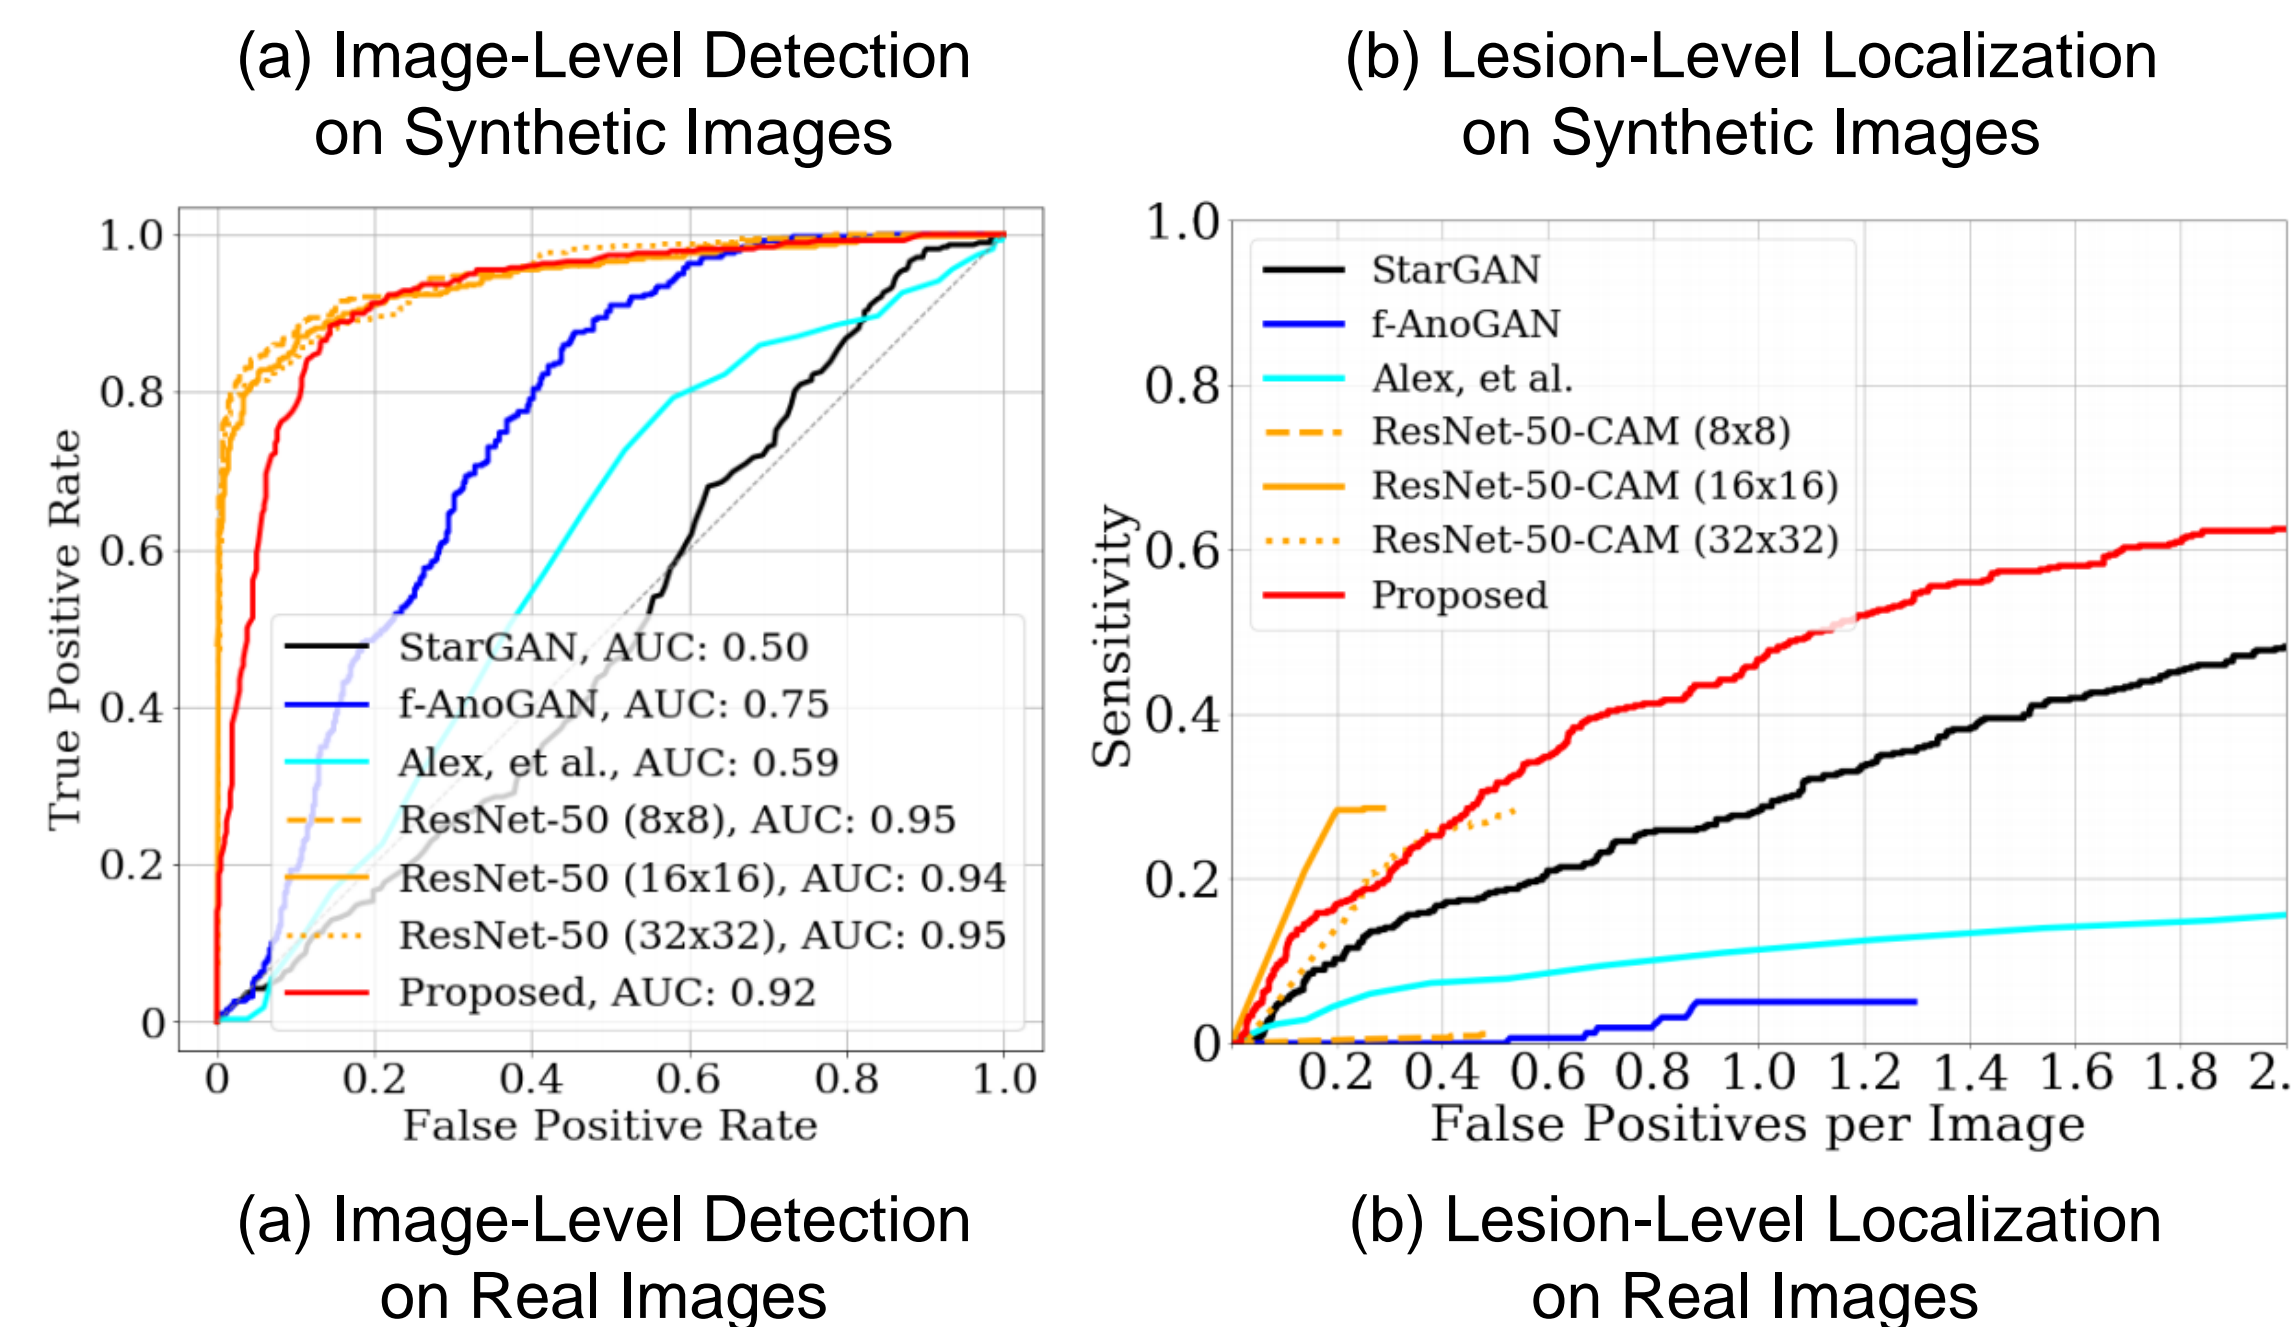 (a) Image-Level Detection
on Synthetic Images
1.0
0.8
0.6
0.4
0.2
0
True Positive Rate
StarGAN, AUC: 0.50
f-AnoGAN, AUC: 0.75
Alex, et al., AUC: 0.59
ResNet-50 (8x8), AUC: 0.95
ResNet-50 (16x16), AUC: 0.94
ResNet-50 (32x32), AUC: 0.95
Proposed, AUC: 0.92
0 0.2 0.4 0.6 0.8 1.0
False Positive Rate
(b) Lesion-Level Localization
on Synthetic Images
1.0
0.8
0.6
0.4
0.2
0
Sensitivity
StarGAN
f-AnoGAN
Alex, et al.
ResNet-50-CAM (8x8)
ResNet-50-CAM (16x16)
ResNet-50-CAM (32x32)
Proposed
0.2 0.4 0.6 0.8 1.0 1.2 1.4 1.6 1.8 2.
False Positives per Image
(a) Image-Level Detection
on Real Images
(b) Lesion-Level Localization
on Real Images